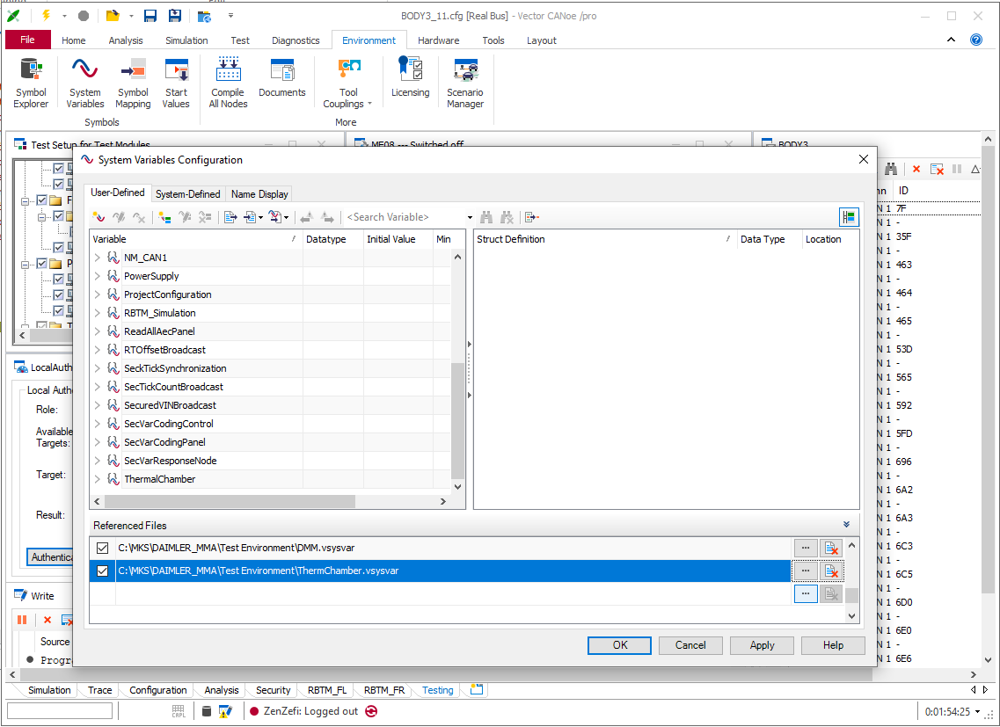 BODY3_11.cfg [Real Bus] - Vector CANoe /pro
File Home Analysis Simulation Test Diagnostics Environment Hardware Tools Layout
Symbol Explorer
System Variables
Symbol Mapping
Start Values
Compile All Nodes
Documents
Tool Couplings
Licensing
Scenario Manager
Symbols
More
Test Setup for Test Modules
ME08 --- Switched off
BODY3
System Variables Configuration
User-Defined System-Defined Name Display
<Search Variable>
Variable / Datatype Initial Value Min
Struct Definition / Data Type Location
NM_CAN1
PowerSupply
ProjectConfiguration
RBTM_Simulation
ReadAllAecPanel
RTOffsetBroadcast
SeckTickSynchronization
SecTickCountBroadcast
SecuredVINBroadcast
SecVarCodingControl
SecVarCodingPanel
SecVarResponseNode
ThermalChamber
Referenced Files
C:\MKS\DAIMLER_MMA\Test Environment\DMM.vsysvar ...
C:\MKS\DAIMLER_MMA\Test Environment\ThermChamber.vsysvar ...
...
OK Cancel Apply Help
F
P
LocalAuth
Local Authe
Role:
Available
Targets:
Target:
Result:
Authentica
Write
Source
Progra
nn ID
N 1 7F
N 1 -
N 1 35F
N 1 -
N 1 463
N 1 -
N 1 464
N 1 -
N 1 465
N 1 -
N 1 53D
N 1 -
N 1 565
N 1 -
N 1 592
N 1 -
N 1 5FD
N 1 -
N 1 696
N 1 -
N 1 6A2
N 1 -
N 1 6A3
N 1 -
N 1 6C3
N 1 -
N 1 6C5
N 1 -
N 1 6D0
N 1 -
N 1 6E0
N 1 -
N 1 6E6
Simulation Trace Configuration Analysis Security RBTM_FL RBTM_FR Testing
CAPL
ZenZefi: Logged out
0:01:54:25